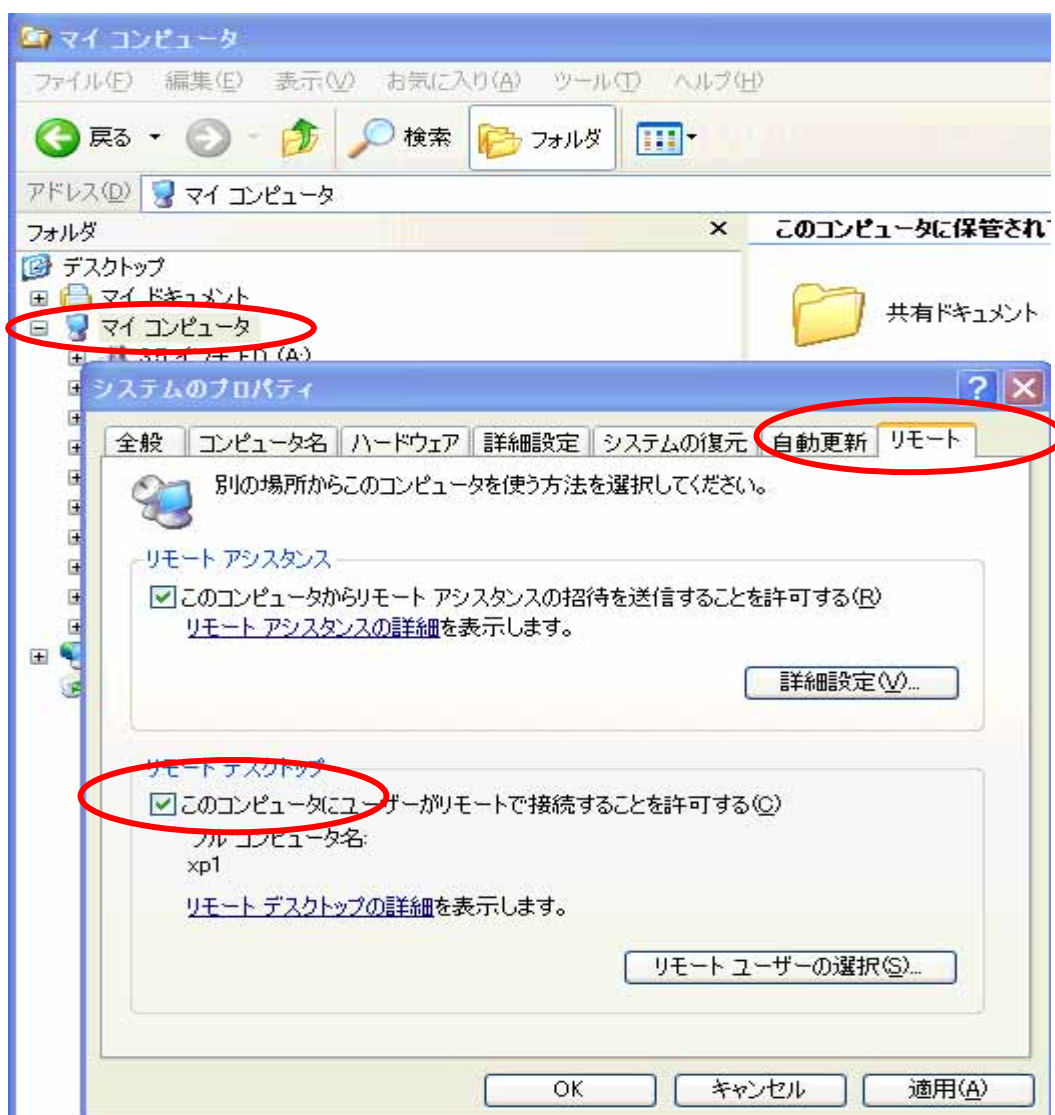 マイ コンピュータ
ファイル(F) 編集(E) 表示(V) お気に入り(A) ツール(T) ヘルプ(H)
戻る 検索 フォルダ
アドレス(D) マイ コンピュータ
フォルダ × このコンピュータに保管され
デスクトップ
マイ ドキュメント
共有ドキュメント
マイ コンピュータ
3.5 インチ FD (A:)
システムのプロパティ
全般 コンピュータ名 ハードウェア 詳細設定 システムの復元 自動更新 リモート
別の場所からこのコンピュータを使う方法を選択してください。
リモート アシスタンス
このコンピュータからリモート アシスタンスの招待を送信することを許可する(R)
リモート アシスタンスの詳細を表示します。
詳細設定(V)...
リモート デスクトップ
このコンピュータにユーザーがリモートで接続することを許可する(C)
フル コンピュータ名:
xp1
リモート デスクトップの詳細を表示します。
リモート ユーザーの選択(S)...
OK キャンセル 適用(A)